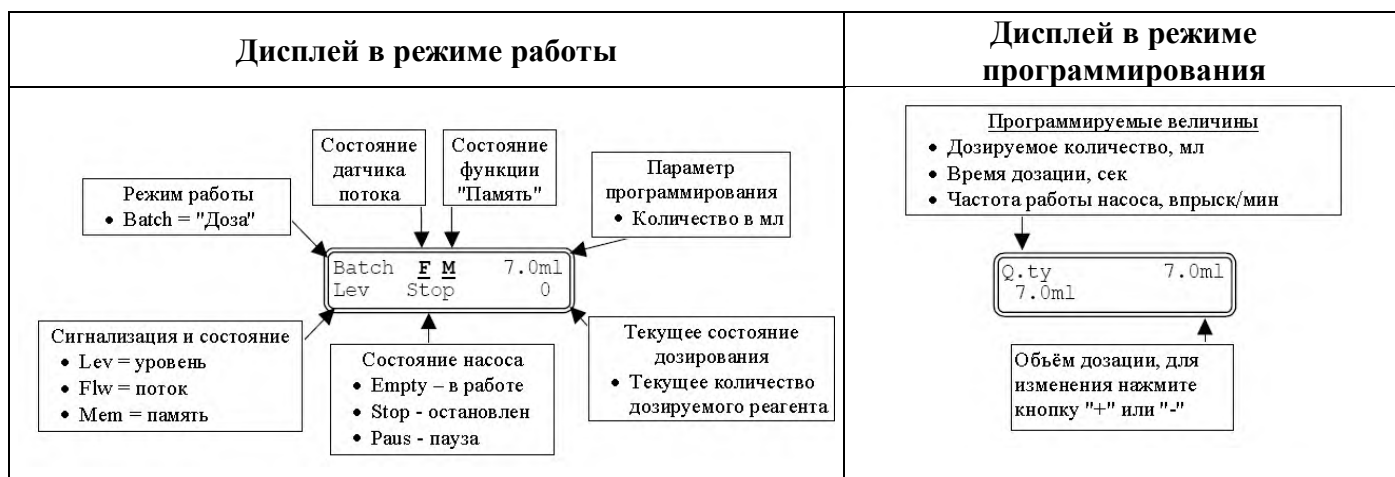 Дисплей в режиме работы
Дисплей в режиме
программирования
Режим работы
• Batch = "Доза"
Состояние
датчика
потока
Состояние
функции
"Память"
Параметр
программирования
• Количество в мл
Batch F M 7.0ml
Lev Stop 0
Сигнализация и состояние
• Lev = уровень
• Flw = поток
• Mem = память
Состояние насоса
• Empty – в работе
• Stop - остановлен
• Paus - пауза
Текущее состояние
дозирования
• Текущее количество
дозируемого реагента
Программируемые величины
• Дозируемое количество, мл
• Время дозации, сек
• Частота работы насоса, впрыск/мин
Q.ty 7.0ml
7.0ml
Обьём дозации, для
изменения нажмите
кнопку "+" или "-"